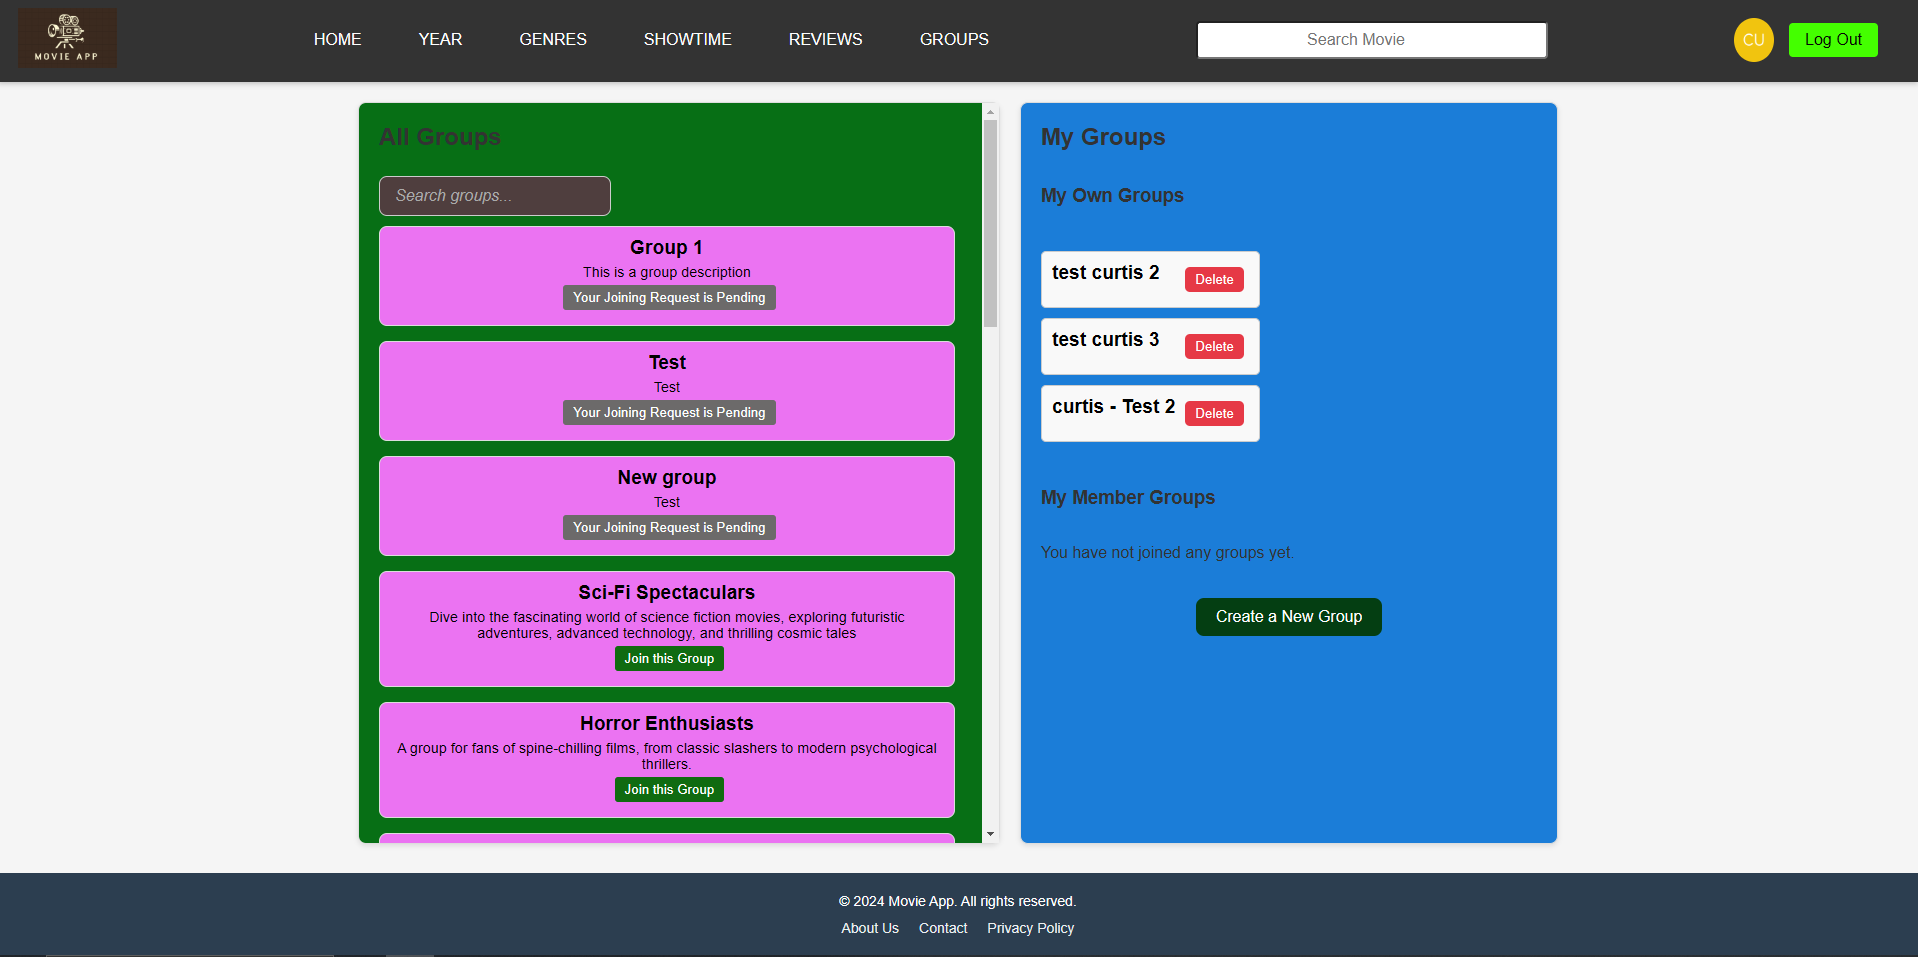 MOVIE APP
HOME
YEAR
GENRES
SHOWTIME
REVIEWS
GROUPS
Search Movie
CU
Log Out
All Groups
Search groups...
Group 1
This is a group description
Your Joining Request is Pending
Test
Test
Your Joining Request is Pending
New group
Test
Your Joining Request is Pending
Sci-Fi Spectaculars
Dive into the fascinating world of science fiction movies, exploring futuristic
adventures, advanced technology, and thrilling cosmic tales
Join this Group
Horror Enthusiasts
A group for fans of spine-chilling films, from classic slashers to modern psychological
thrillers.
Join this Group
My Groups
My Own Groups
test curtis 2
Delete
test curtis 3
Delete
curtis - Test 2
Delete
My Member Groups
You have not joined any groups yet.
Create a New Group
© 2024 Movie App. All rights reserved.
About Us
Contact
Privacy Policy